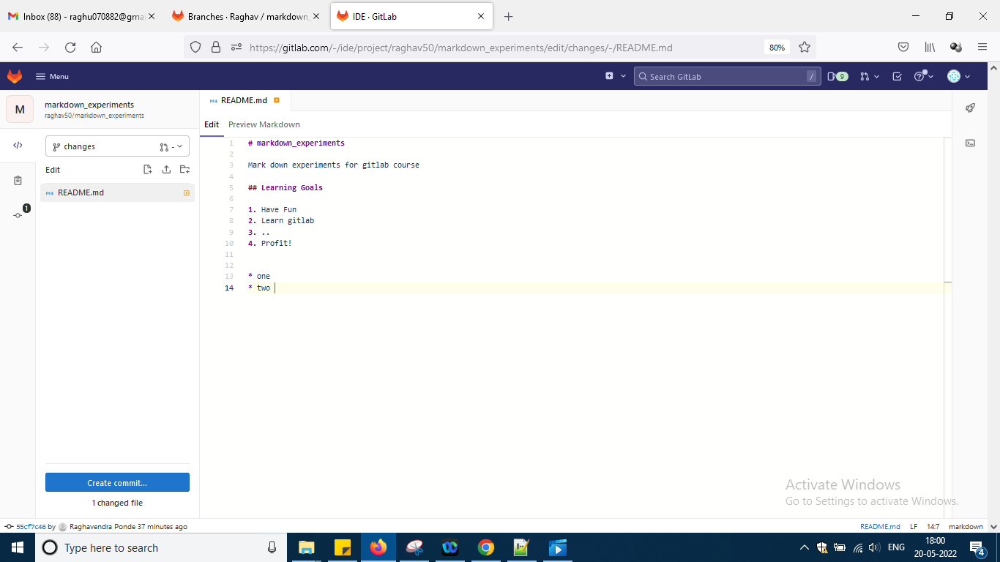 Inbox (88) - raghu070882@gmai
Branches · Raghav / markdown_
IDE · GitLab
https://gitlab.com/-/ide/project/raghav50/markdown_experiments/edit/changes/-/README.md
80%
Menu
Search GitLab
/
9
M
markdown_experiments
raghav50/markdown_experiments
README.md
Edit
Preview Markdown
changes
-
Edit
README.md
1
1 # markdown_experiments
2
3 Mark down experiments for gitlab course
4
5 ## Learning Goals
6
7 1. Have Fun
8 2. Learn gitlab
9 3. ..
10 4. Profit!
11
12
13 * one
14 * two
Create commit...
1 changed file
Activate Windows
Go to Settings to activate Windows.
55cf7c46 by Raghavendra Ponde 37 minutes ago
README.md LF 14:7 markdown
Type here to search
ENG
18:00
20-05-2022
4